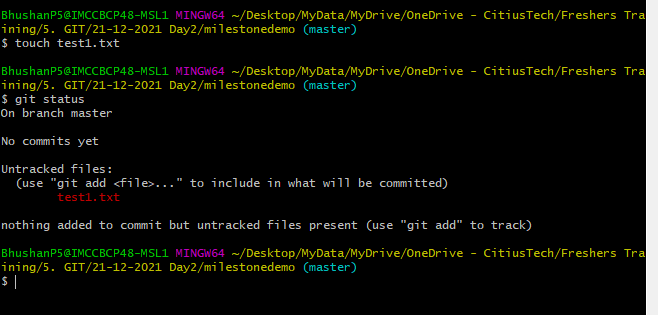 BhushanP5@IMCCBCP48-MSL1 MINGW64 ~/Desktop/MyData/MyDrive/OneDrive - CitiusTech/Freshers Tra
ining/5. GIT/21-12-2021 Day2/milestonedemo (master)
$ touch test1.txt
BhushanP5@IMCCBCP48-MSL1 MINGW64 ~/Desktop/MyData/MyDrive/OneDrive - CitiusTech/Freshers Tra
ining/5. GIT/21-12-2021 Day2/milestonedemo (master)
$ git status
On branch master
No commits yet
Untracked files:
(use "git add <file>..." to include in what will be committed)
test1.txt
nothing added to commit but untracked files present (use "git add" to track)
BhushanP5@IMCCBCP48-MSL1 MINGW64 ~/Desktop/MyData/MyDrive/OneDrive - CitiusTech/Freshers Tra
ining/5. GIT/21-12-2021 Day2/milestonedemo (master)
$